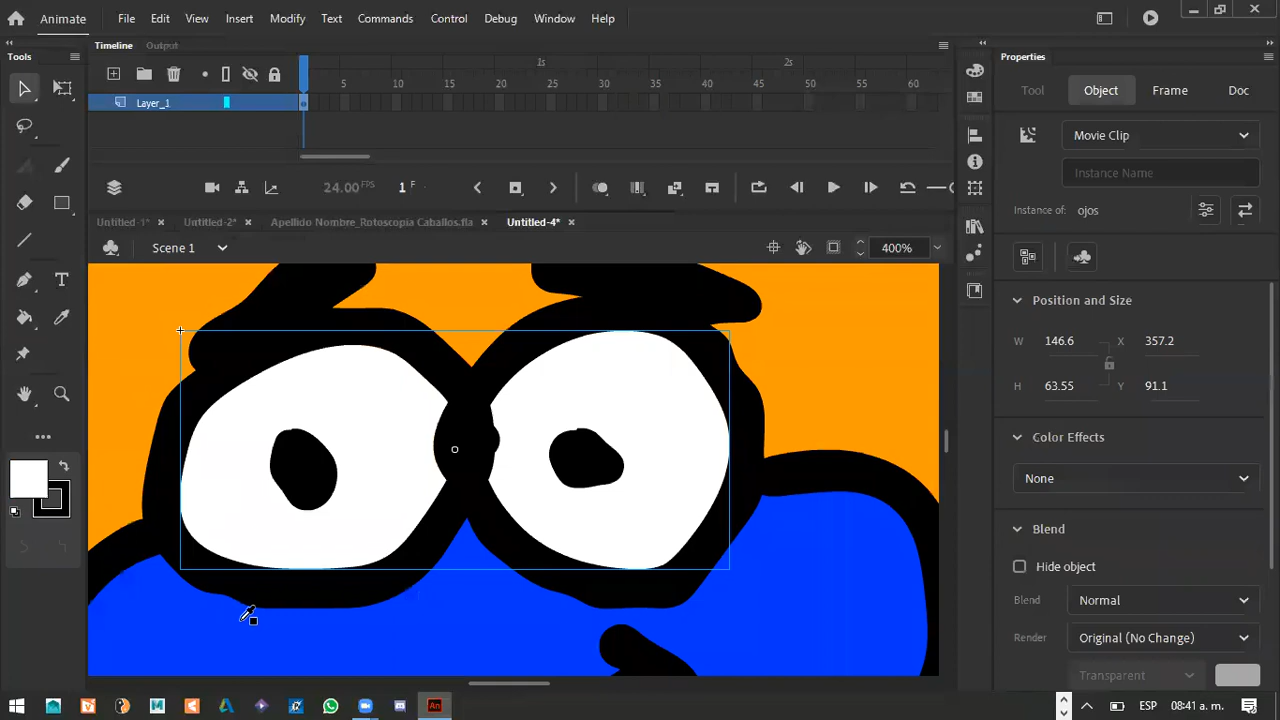 Animate File Edit View Insert Modify Text Commands Control Debug Window Help
Tools Timeline Output Properties
1s 2s
5 10 15 20 25 30 35 40 45 50 55 60
Tool Object Frame Doc
Layer_1
Movie Clip
Instance Name
24.00 FPS 1 F
Instance of: ojos
Untitled-1* Untitled-2* Apellido Nombre_Rotoscopia Caballos.fla Untitled-4*
Scene 1 400%
Position and Size
W 146.6 X 357.2
H 63.55 Y 91.1
Color Effects
None
Blend
Hide object
Blend Normal
Render Original (No Change)
Transparent
An ESP 08:41 a. m.